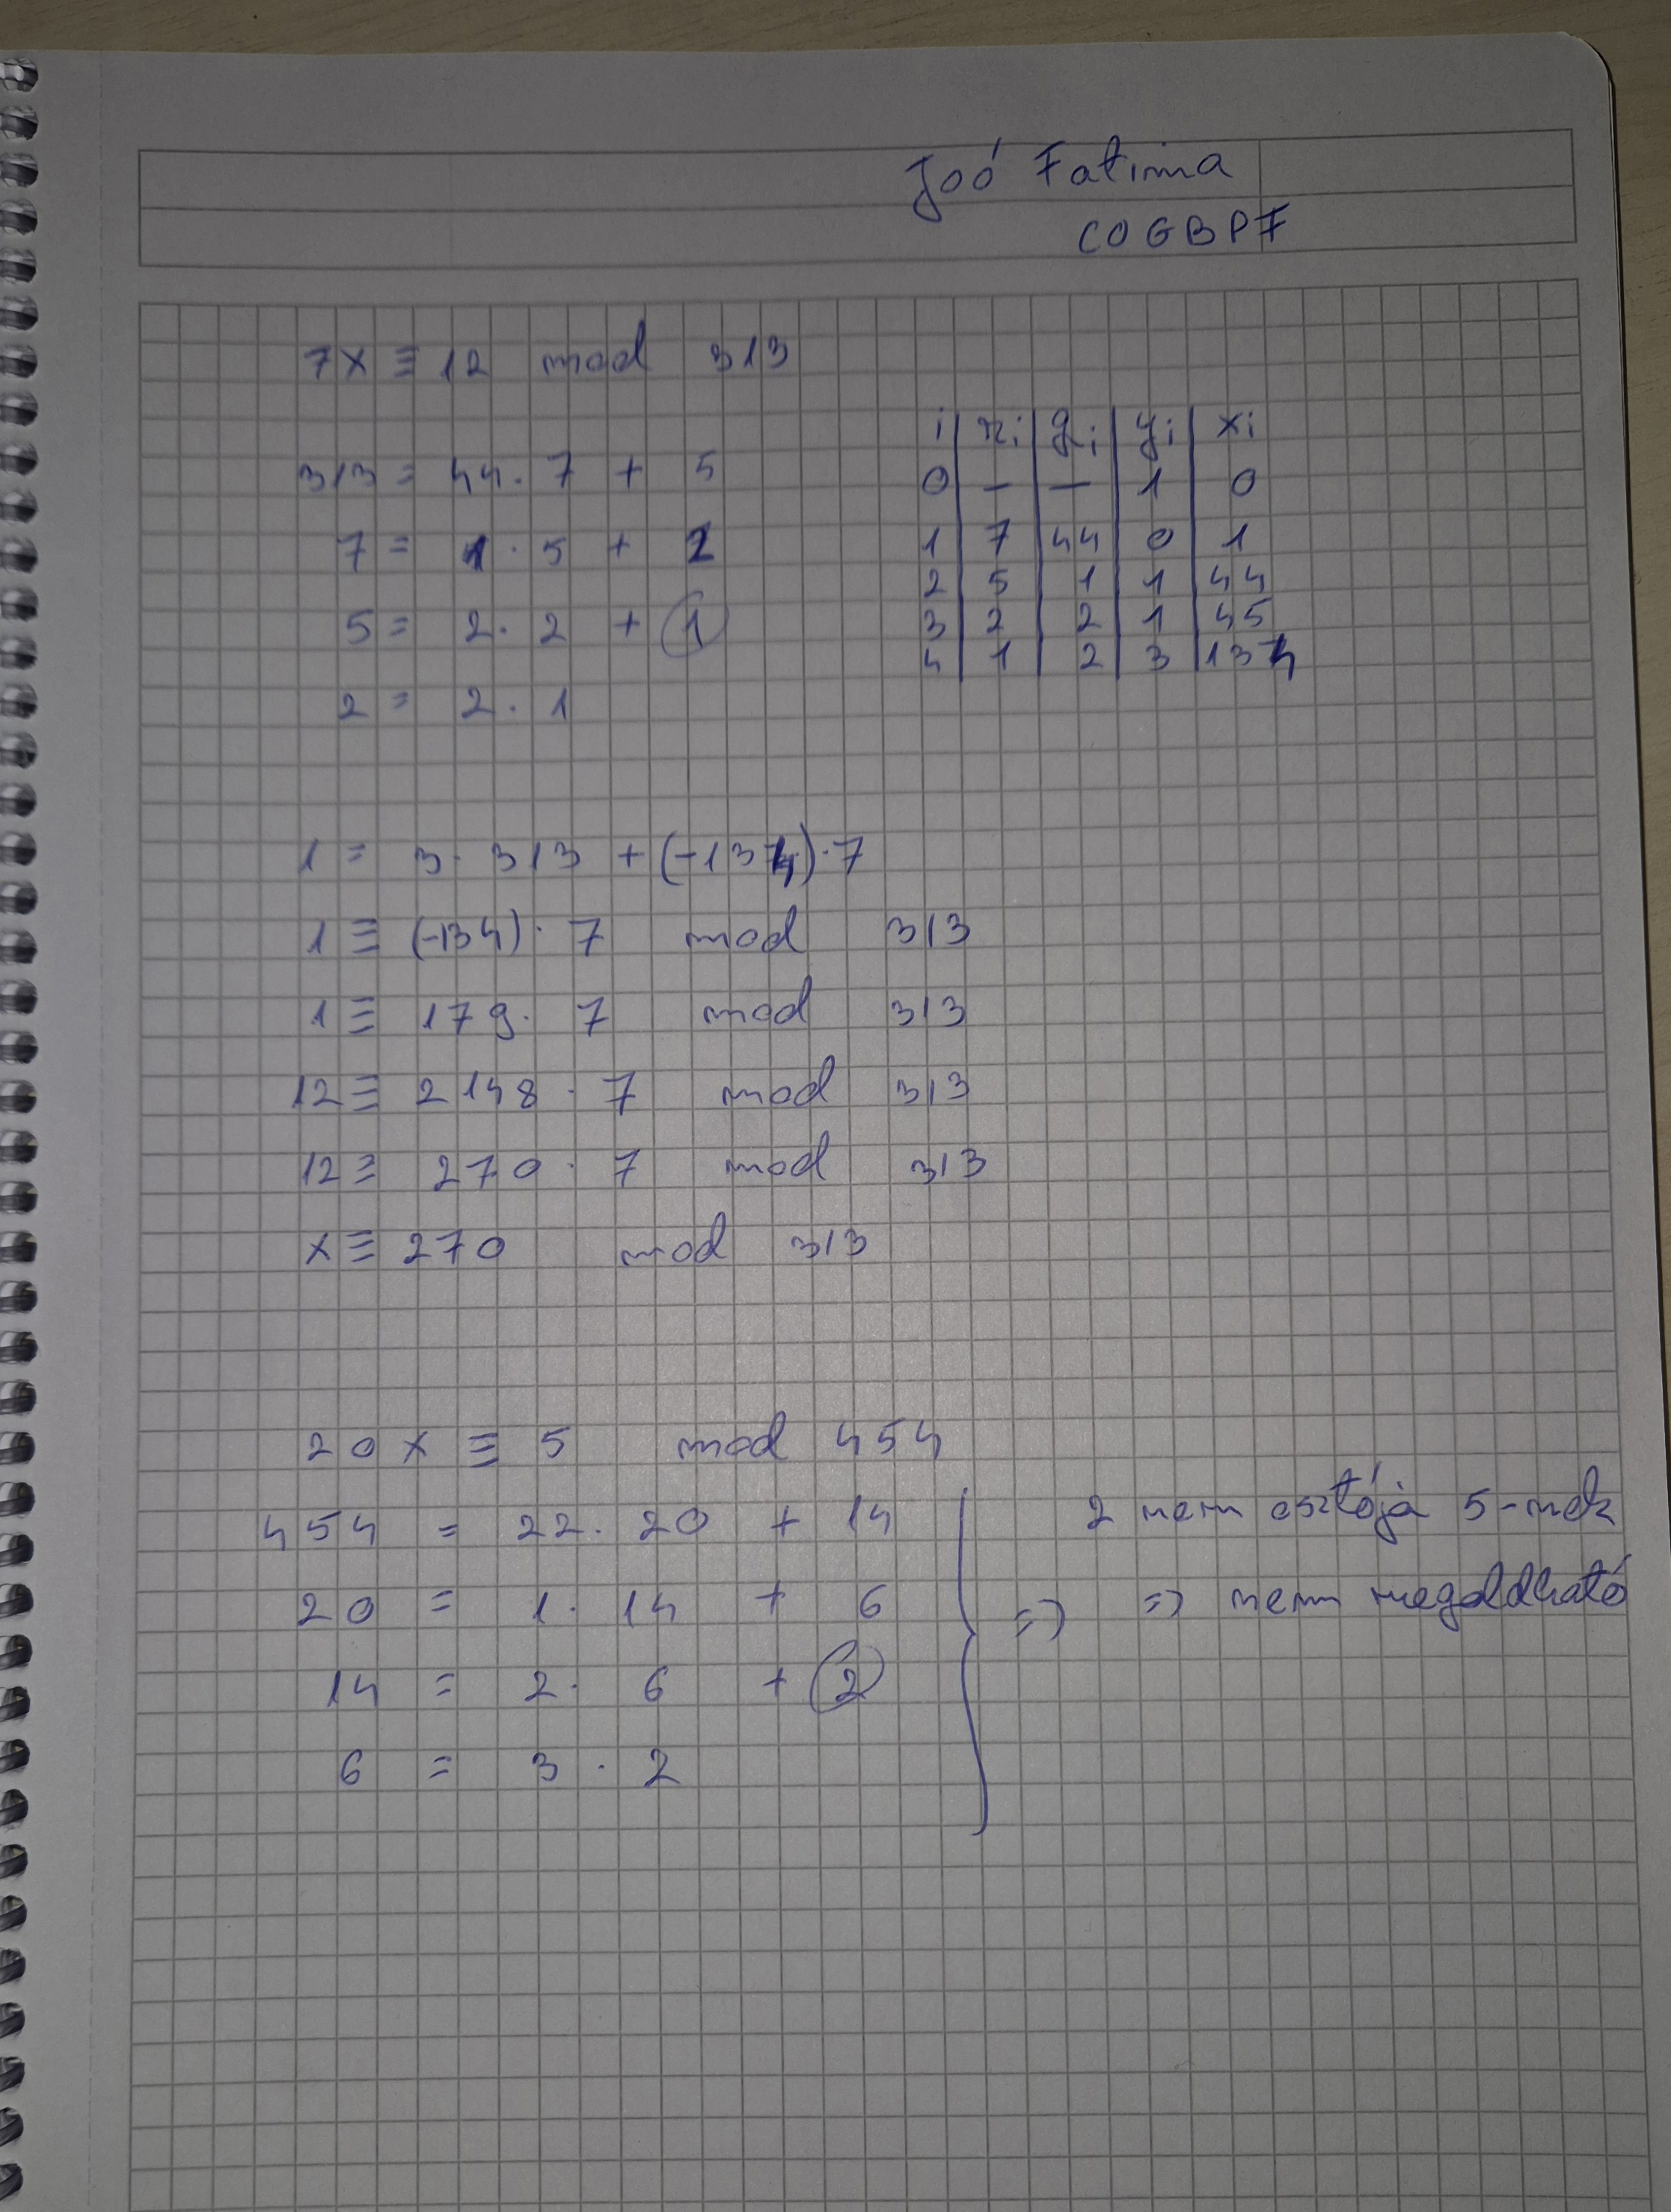 Joó Fatima
COGBPF
7x ≡ 12 mod 313
313 = 44 · 7 + 5
7 = 1 · 5 + 2
5 = 2 · 2 + 1
2 = 2 · 1
i | ri | qi | yi | xi
0 | — | — | 1 | 0
1 | 7 | 44 | 0 | 1
2 | 5 | 1 | 1 | 44
3 | 2 | 2 | 1 | 45
4 | 1 | 2 | 3 | 134
1 = 3 · 313 + (-134) · 7
1 ≡ (-134) · 7 mod 313
1 ≡ 179 · 7 mod 313
12 ≡ 2148 · 7 mod 313
12 ≡ 270 · 7 mod 313
x ≡ 270 mod 313
20x ≡ 5 mod 454
454 = 22 · 20 + 14
20 = 1 · 14 + 6
14 = 2 · 6 + 2
6 = 3 · 2
=> 2 nem osztója 5-nek
=> nem megoldható